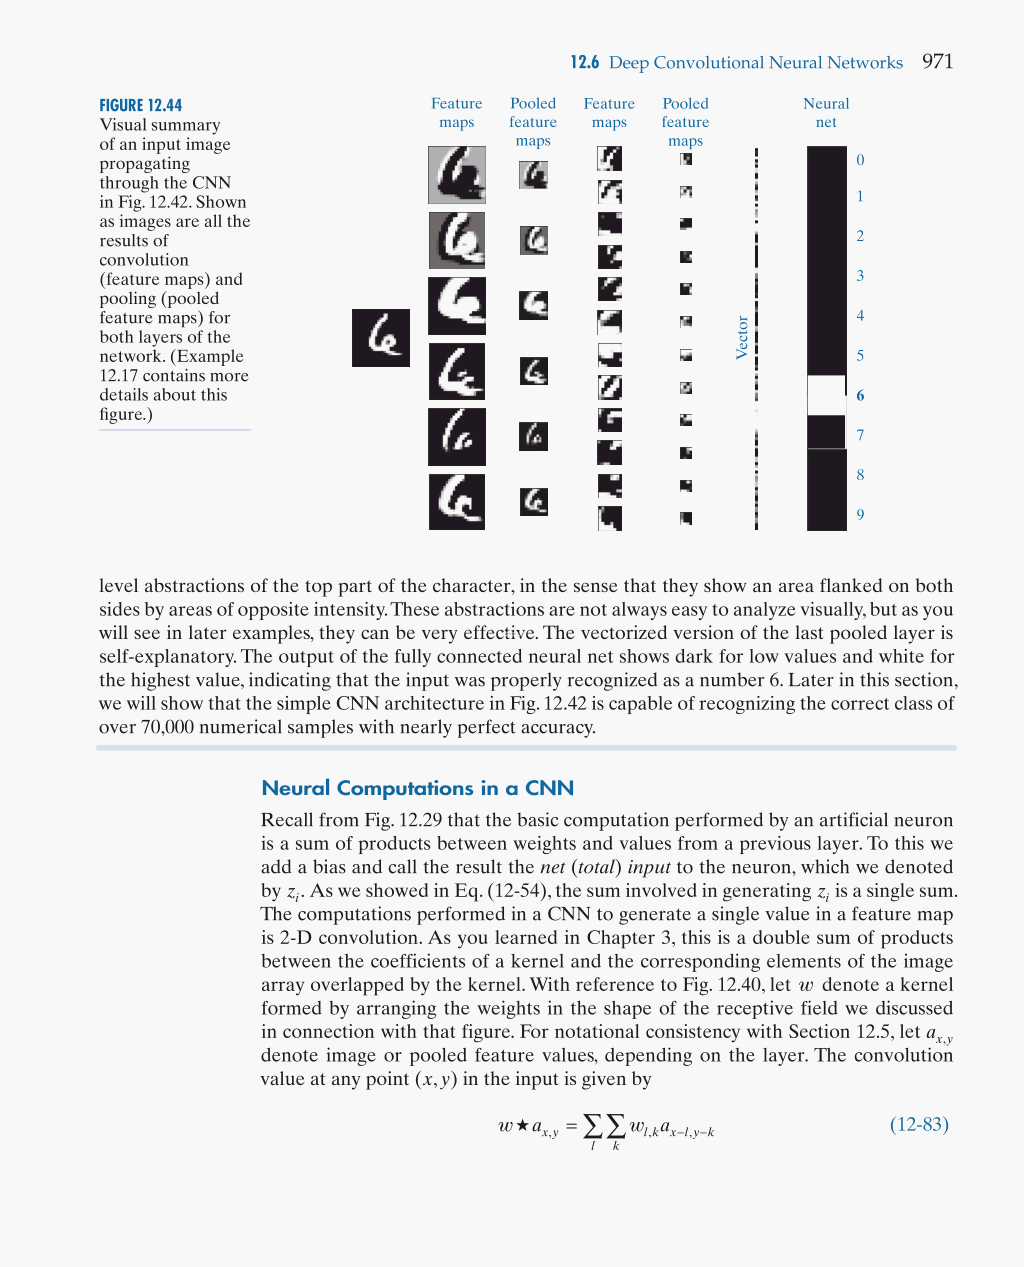 12.6 Deep Convolutional Neural Networks 971
FIGURE 12.44
Visual summary
of an input image
propagating
through the CNN
in Fig. 12.42. Shown
as images are all the
results of
convolution
(feature maps) and
pooling (pooled
feature maps) for
both layers of the
network. (Example
12.17 contains more
details about this
figure.)
Feature
maps
Pooled
feature
maps
Feature
maps
Pooled
feature
maps
Vector
Neural
net
0
1
2
3
4
5
6
7
8
9
level abstractions of the top part of the character, in the sense that they show an area flanked on both
sides by areas of opposite intensity. These abstractions are not always easy to analyze visually, but as you
will see in later examples, they can be very effective. The vectorized version of the last pooled layer is
self-explanatory. The output of the fully connected neural net shows dark for low values and white for
the highest value, indicating that the input was properly recognized as a number 6. Later in this section,
we will show that the simple CNN architecture in Fig. 12.42 is capable of recognizing the correct class of
over 70,000 numerical samples with nearly perfect accuracy.
Neural Computations in a CNN
Recall from Fig. 12.29 that the basic computation performed by an artificial neuron
is a sum of products between weights and values from a previous layer. To this we
add a bias and call the result the net (total) input to the neuron, which we denoted
by z_i. As we showed in Eq. (12-54), the sum involved in generating z_i is a single sum.
The computations performed in a CNN to generate a single value in a feature map
is 2-D convolution. As you learned in Chapter 3, this is a double sum of products
between the coefficients of a kernel and the corresponding elements of the image
array overlapped by the kernel. With reference to Fig. 12.40, let w denote a kernel
formed by arranging the weights in the shape of the receptive field we discussed
in connection with that figure. For notational consistency with Section 12.5, let a_{x,y}
denote image or pooled feature values, depending on the layer. The convolution
value at any point (x, y) in the input is given by
w ★ a_{x,y} = ∑_l ∑_k w_{l,k} a_{x−l,y−k} (12-83)